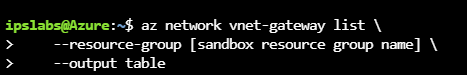 ipslabs@Azure:~$ az network vnet-gateway list \
>     --resource-group [sandbox resource group name] \
>     --output table